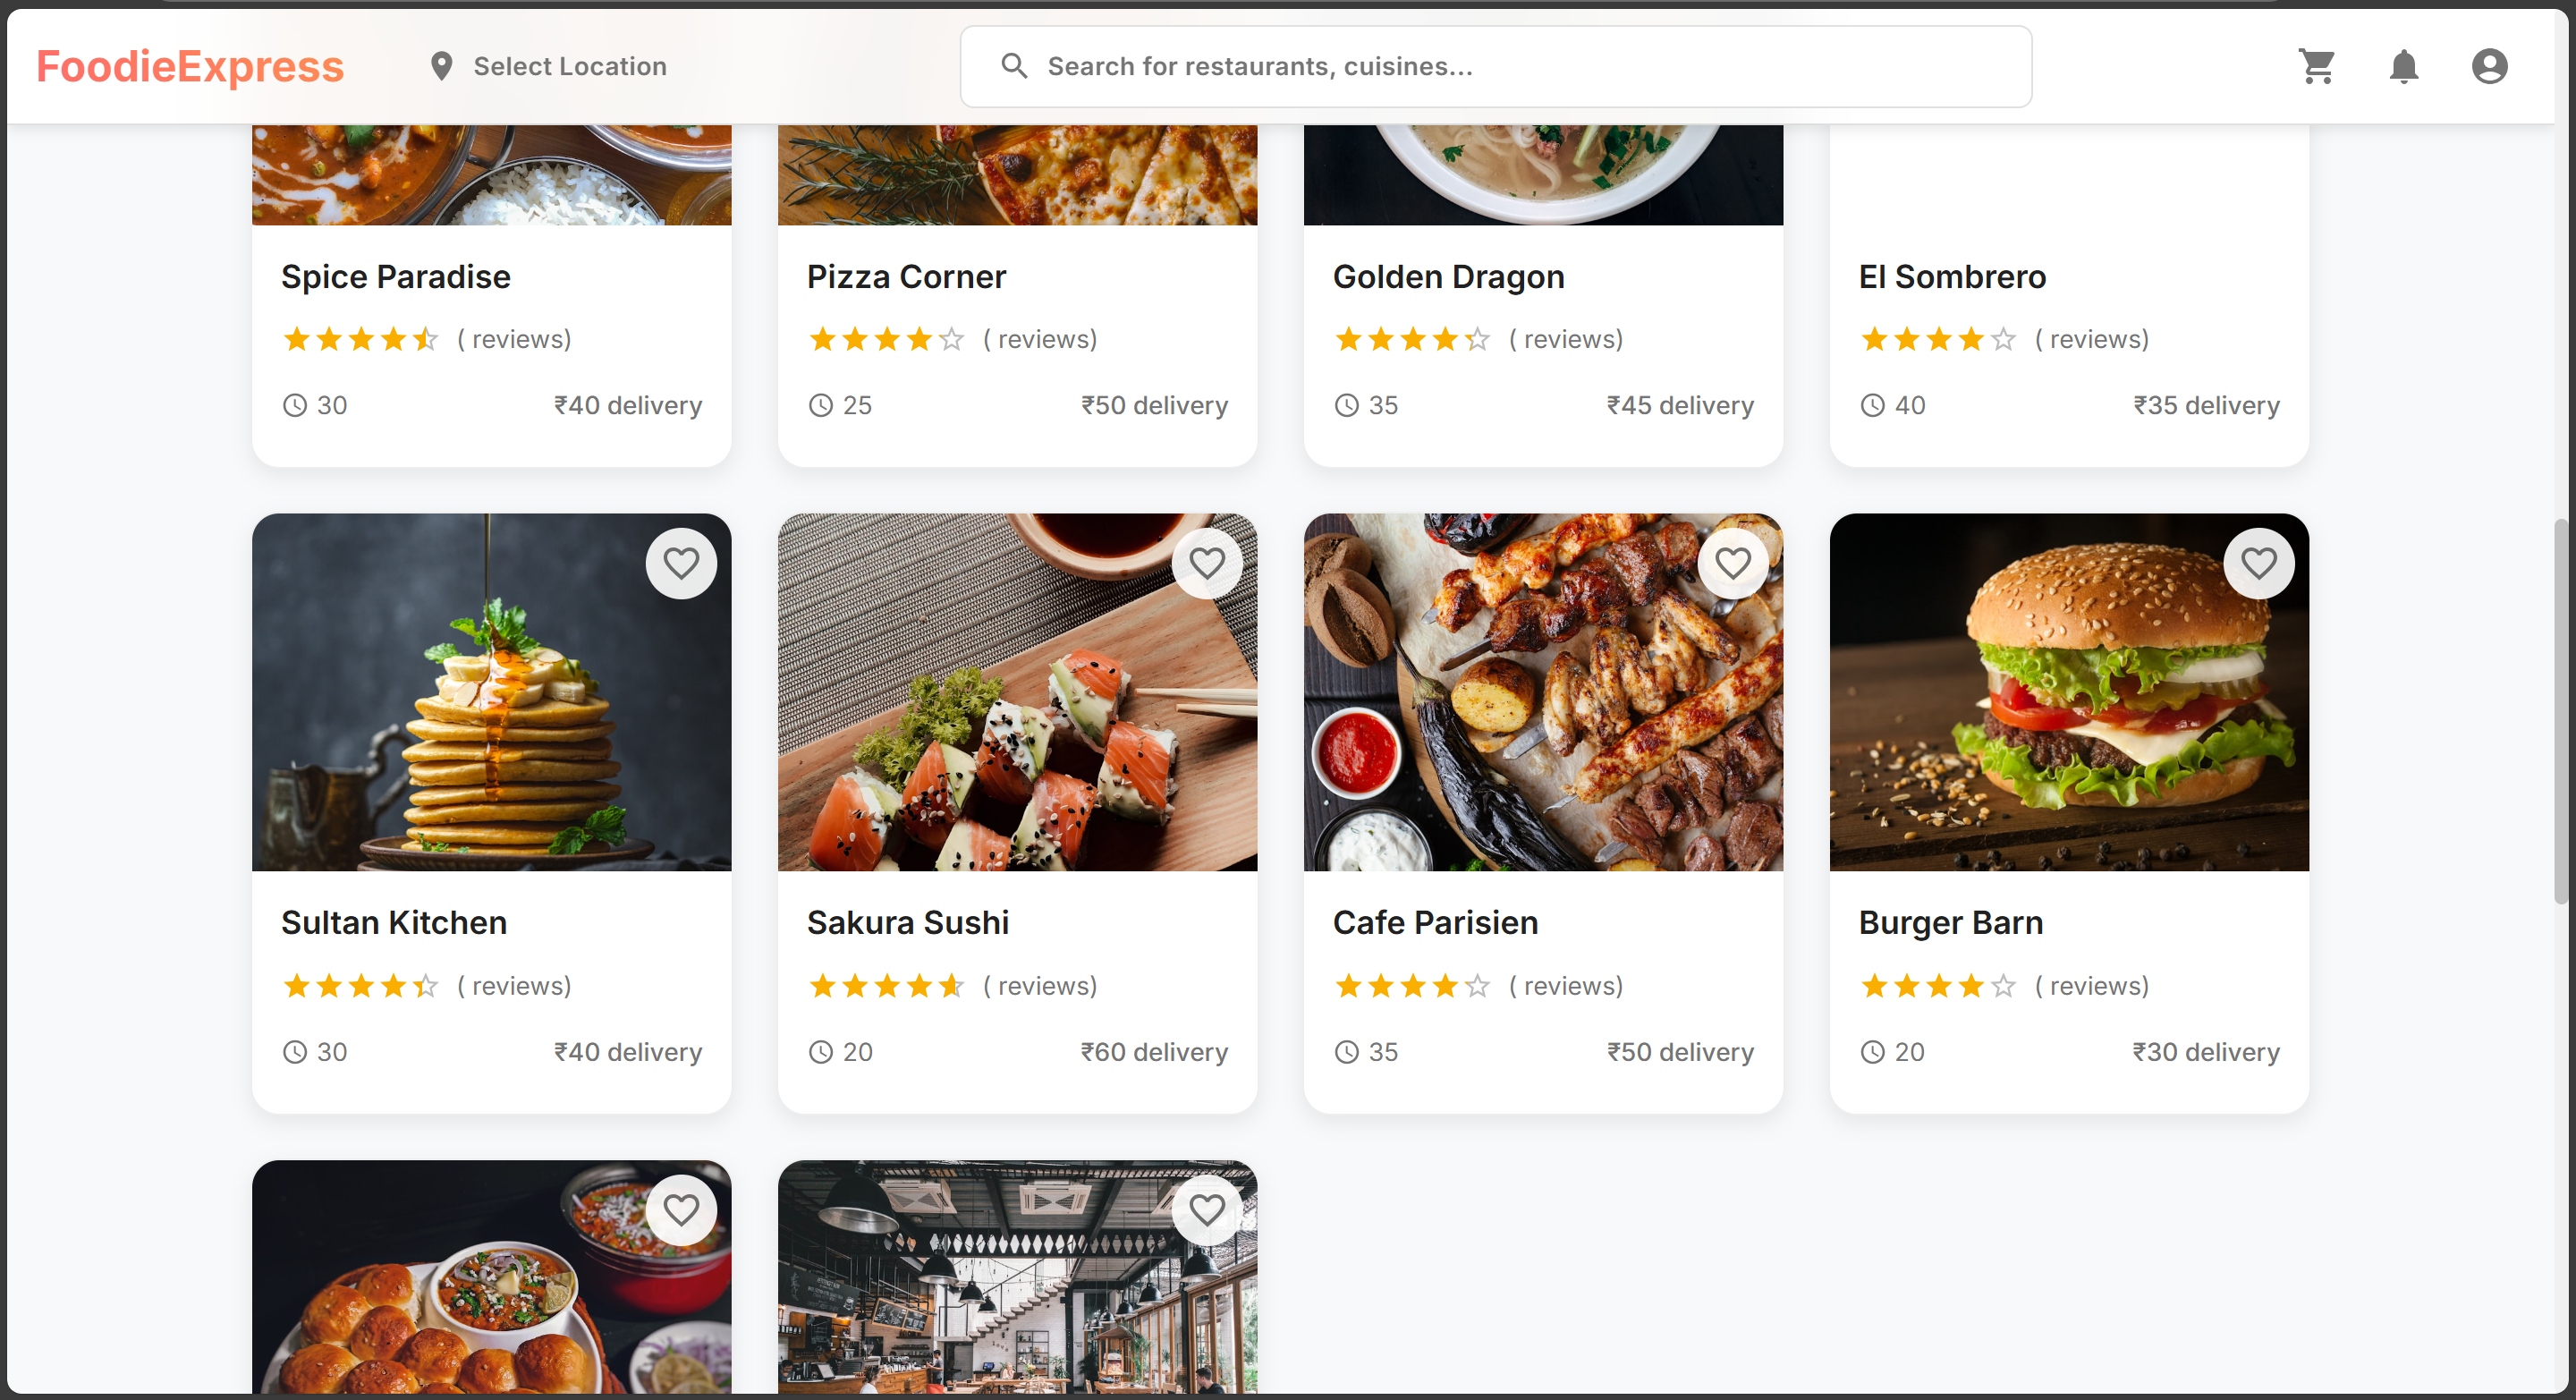 FoodieExpress
Select Location
Search for restaurants, cuisines...
Spice Paradise
( reviews)
30
₹40 delivery
Pizza Corner
( reviews)
25
₹50 delivery
Golden Dragon
( reviews)
35
₹45 delivery
El Sombrero
( reviews)
40
₹35 delivery
Sultan Kitchen
( reviews)
30
₹40 delivery
Sakura Sushi
( reviews)
20
₹60 delivery
Cafe Parisien
( reviews)
35
₹50 delivery
Burger Barn
( reviews)
20
₹30 delivery